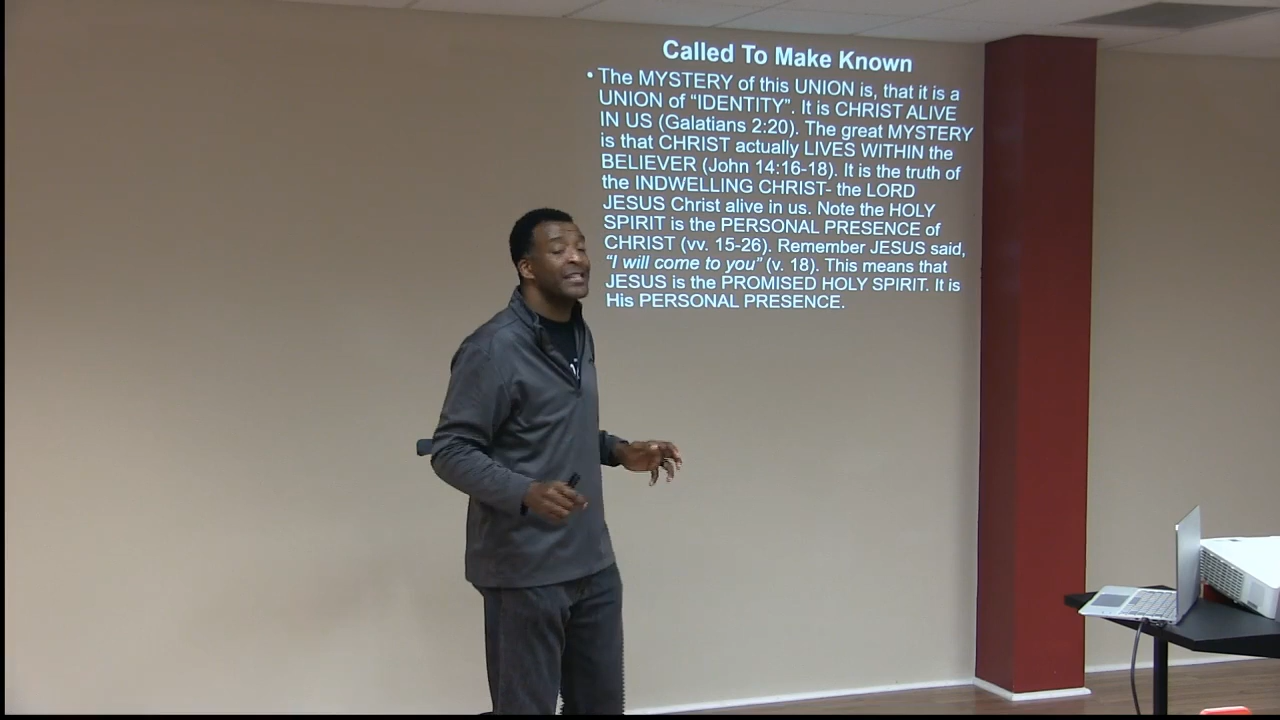 Called To Make Known
• The MYSTERY of this UNION is, that it is a
UNION of “IDENTITY”. It is CHRIST ALIVE
IN US (Galatians 2:20). The great MYSTERY
is that CHRIST actually LIVES WITHIN the
BELIEVER (John 14:16-18). It is the truth of
the INDWELLING CHRIST- the LORD
JESUS Christ alive in us. Note the HOLY
SPIRIT is the PERSONAL PRESENCE of
CHRIST (vv. 15-26). Remember JESUS said,
“I will come to you” (v. 18). This means that
JESUS is the PROMISED HOLY SPIRIT. It is
His PERSONAL PRESENCE.